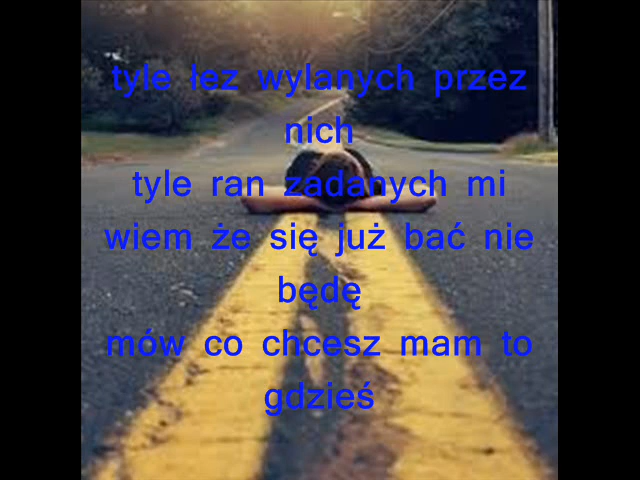 tyle łez wylanych przez
nich
tyle ran zadanych mi
wiem że się już bać nie
będę
mów co chcesz mam to
gdzieś